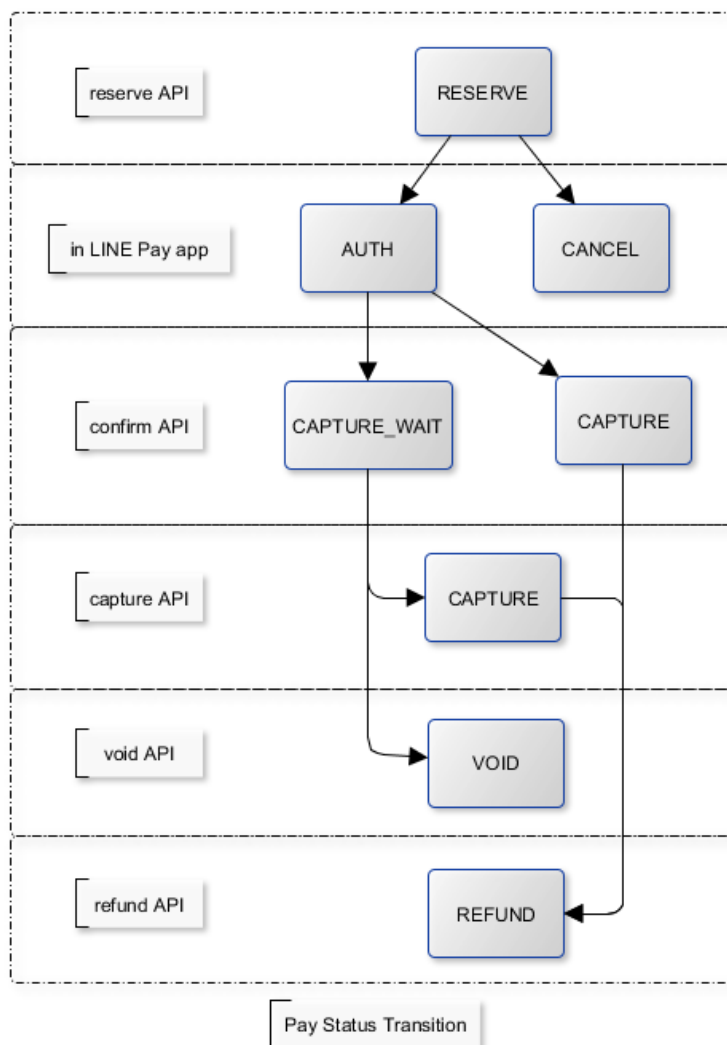 reserve API
RESERVE
in LINE Pay app
AUTH
CANCEL
confirm API
CAPTURE_WAIT
CAPTURE
capture API
CAPTURE
void API
VOID
refund API
REFUND
Pay Status Transition